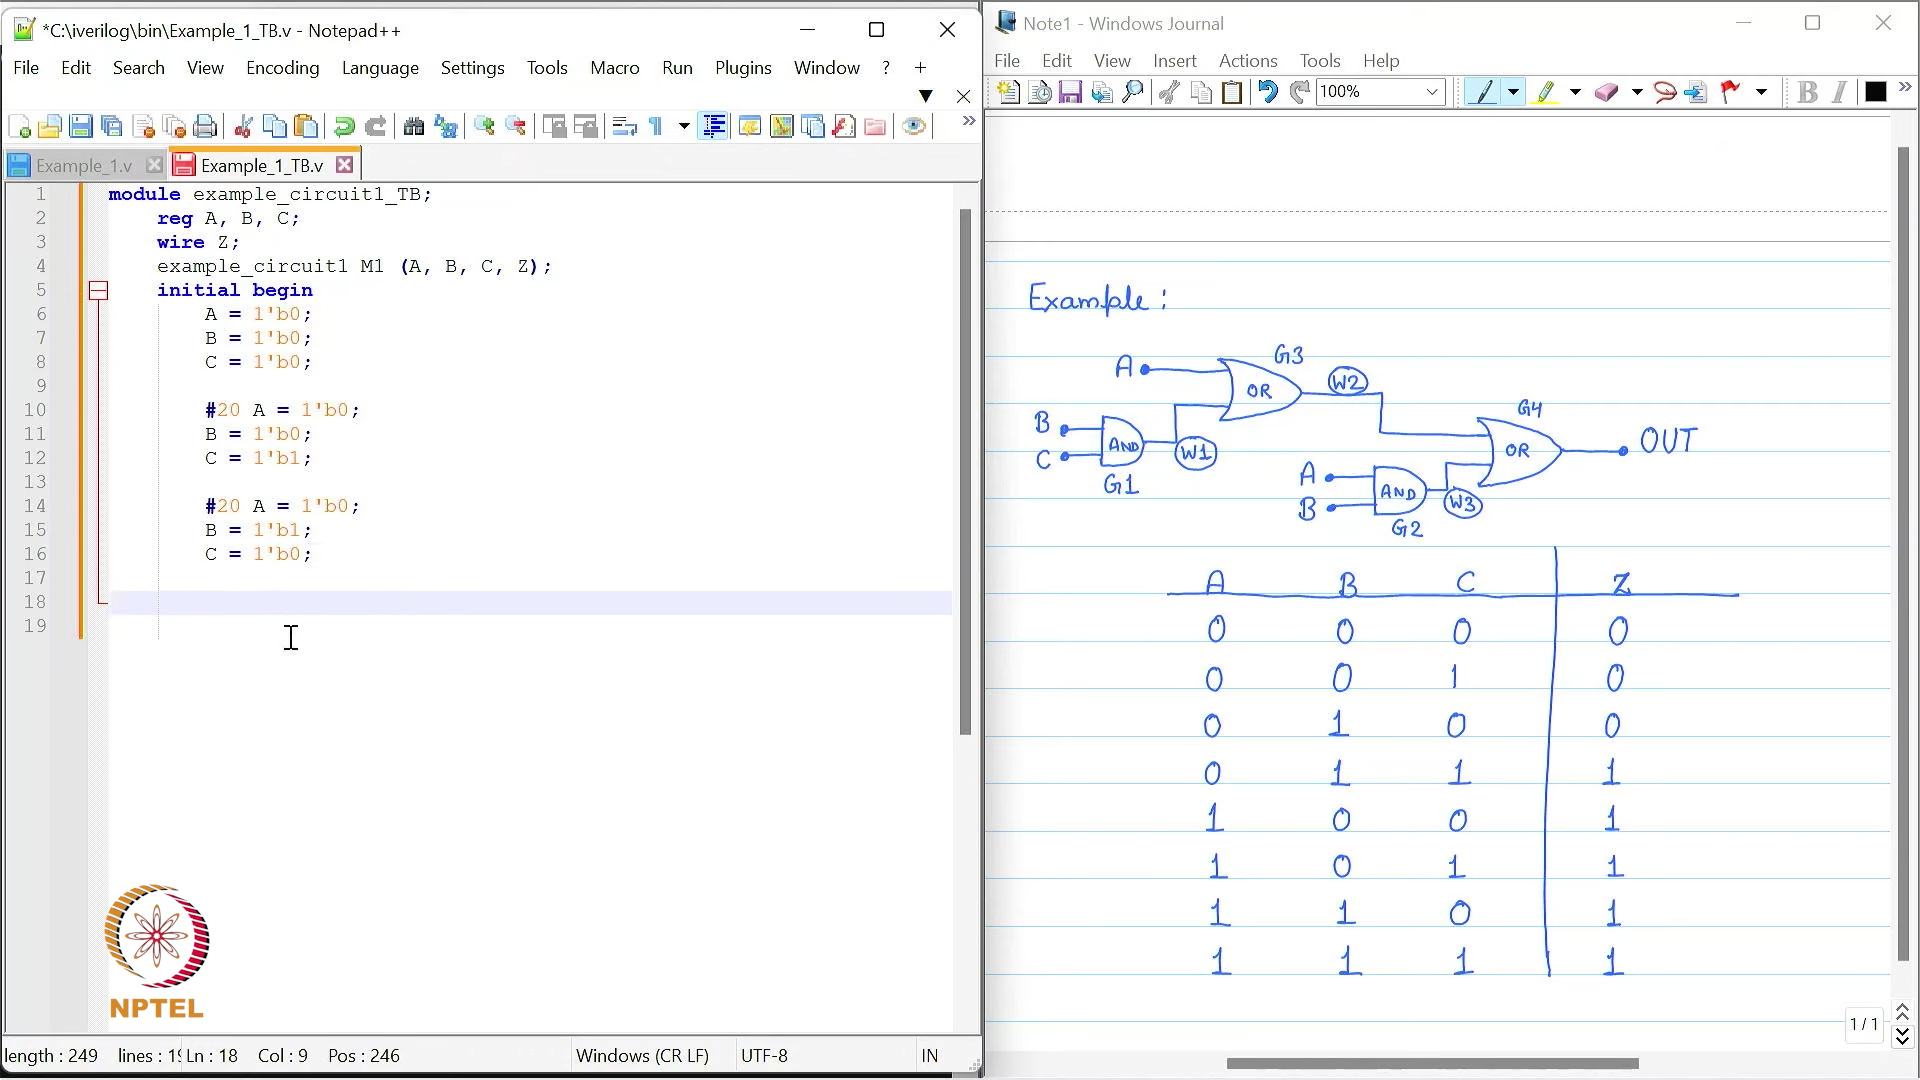 *C:\iverilog\bin\Example_1_TB.v - Notepad++
File Edit Search View Encoding Language Settings Tools Macro Run Plugins Window ? +
Example_1.v Example_1_TB.v
1 module example_circuit1_TB;
2 reg A, B, C;
3 wire Z;
4 example_circuit1 M1 (A, B, C, Z);
5 initial begin
6 A = 1'b0;
7 B = 1'b0;
8 C = 1'b0;
9
10 #20 A = 1'b0;
11 B = 1'b0;
12 C = 1'b1;
13
14 #20 A = 1'b0;
15 B = 1'b1;
16 C = 1'b0;
17
18
19
NPTEL
length : 249 lines : 19 Ln : 18 Col : 9 Pos : 246 Windows (CR LF) UTF-8 IN
Note1 - Windows Journal
File Edit View Insert Actions Tools Help
100% B I
Example :
A G3 OR W2
B C AND G1 W1
G4 OR OUT
A B AND G2 W3
A B C Z
0 0 0 0
0 0 1 0
0 1 0 0
0 1 1 1
1 0 0 1
1 0 1 1
1 1 0 1
1 1 1 1
1 / 1